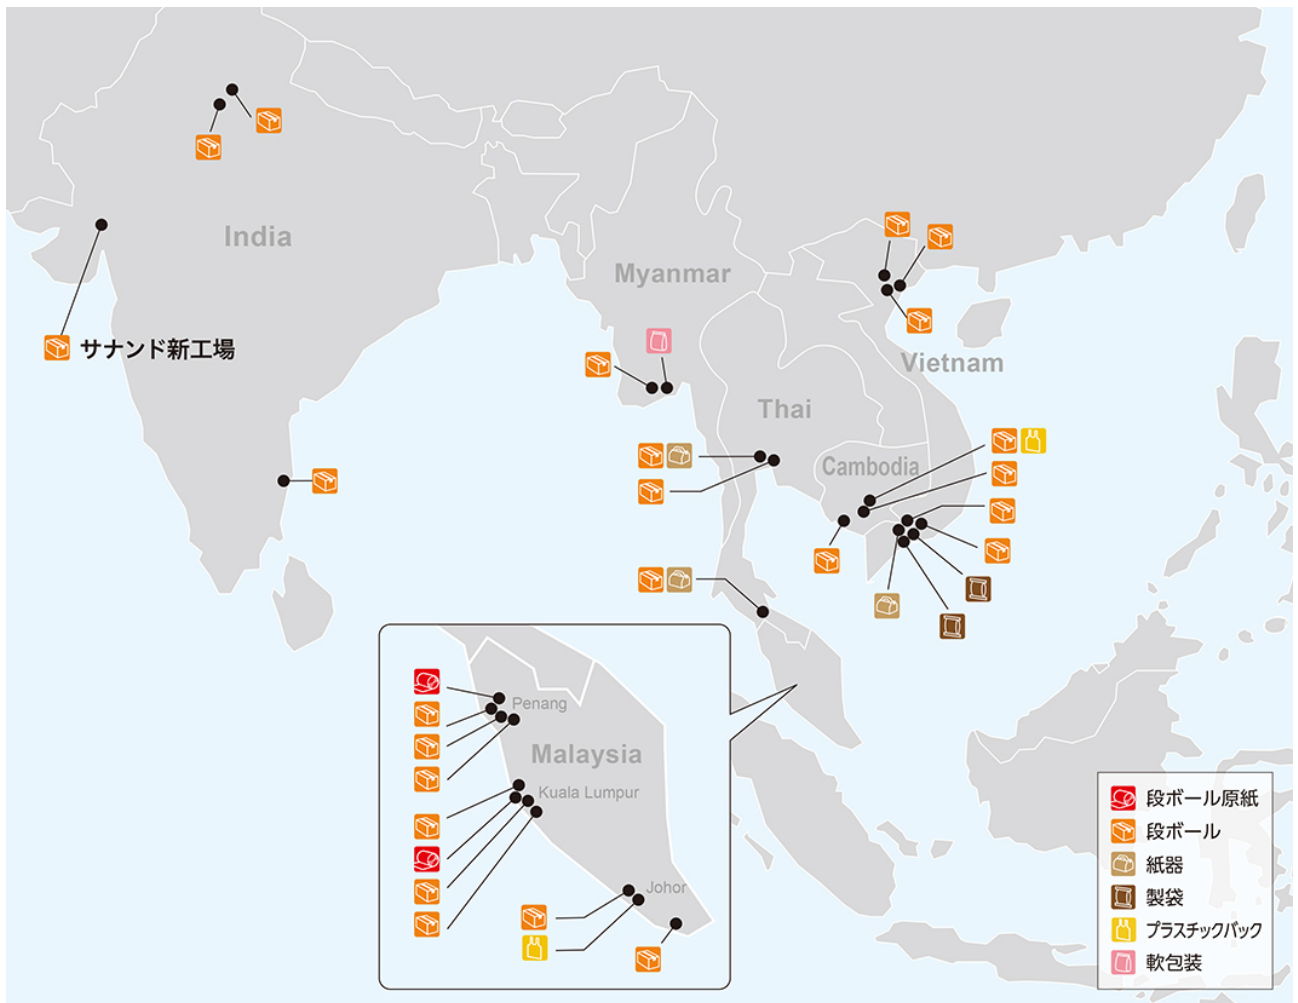 India
Myanmar
サナンド新工場
Vietnam
Thai
Cambodia
Penang
Malaysia
Kuala Lumpur
Johor
段ボール原紙
段ボール
紙器
製袋
プラスチックパック
軟包装